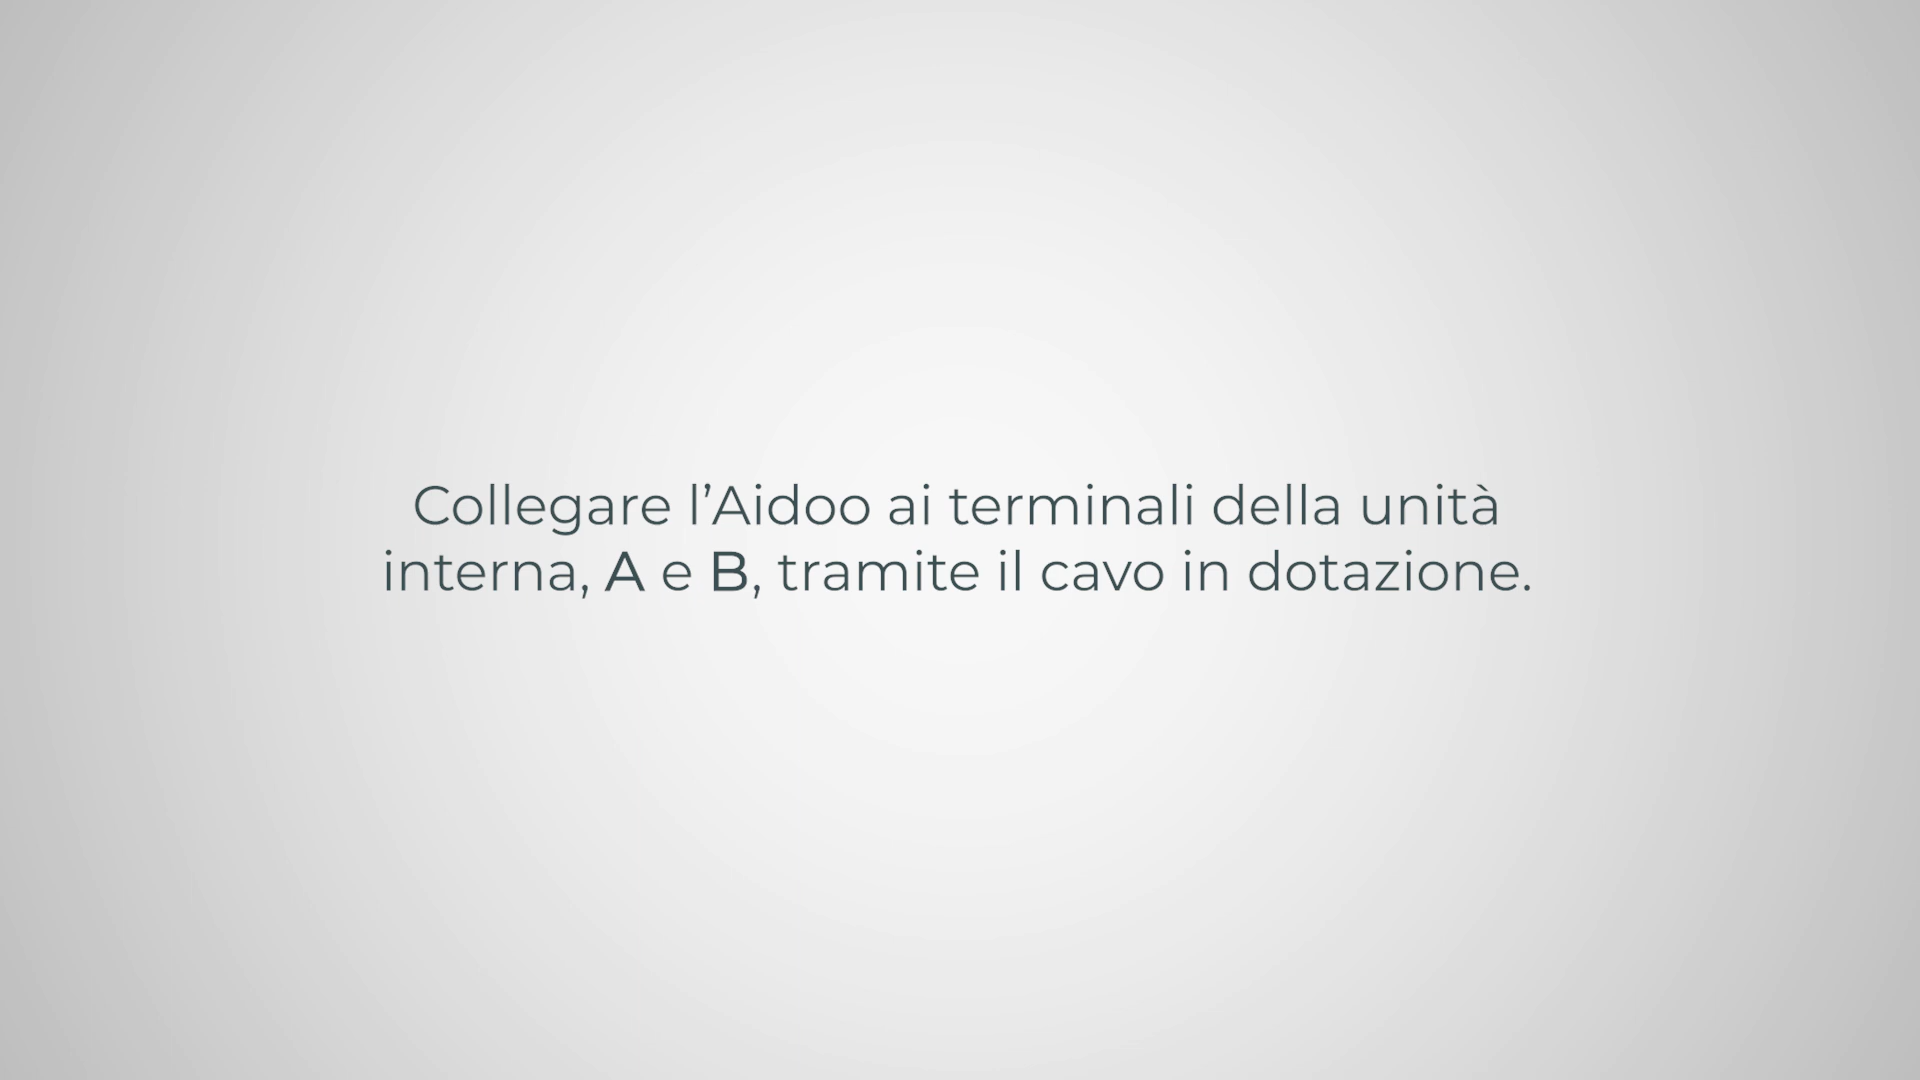 Collegare l’Aidoo ai terminali della unità
interna, A e B, tramite il cavo in dotazione.